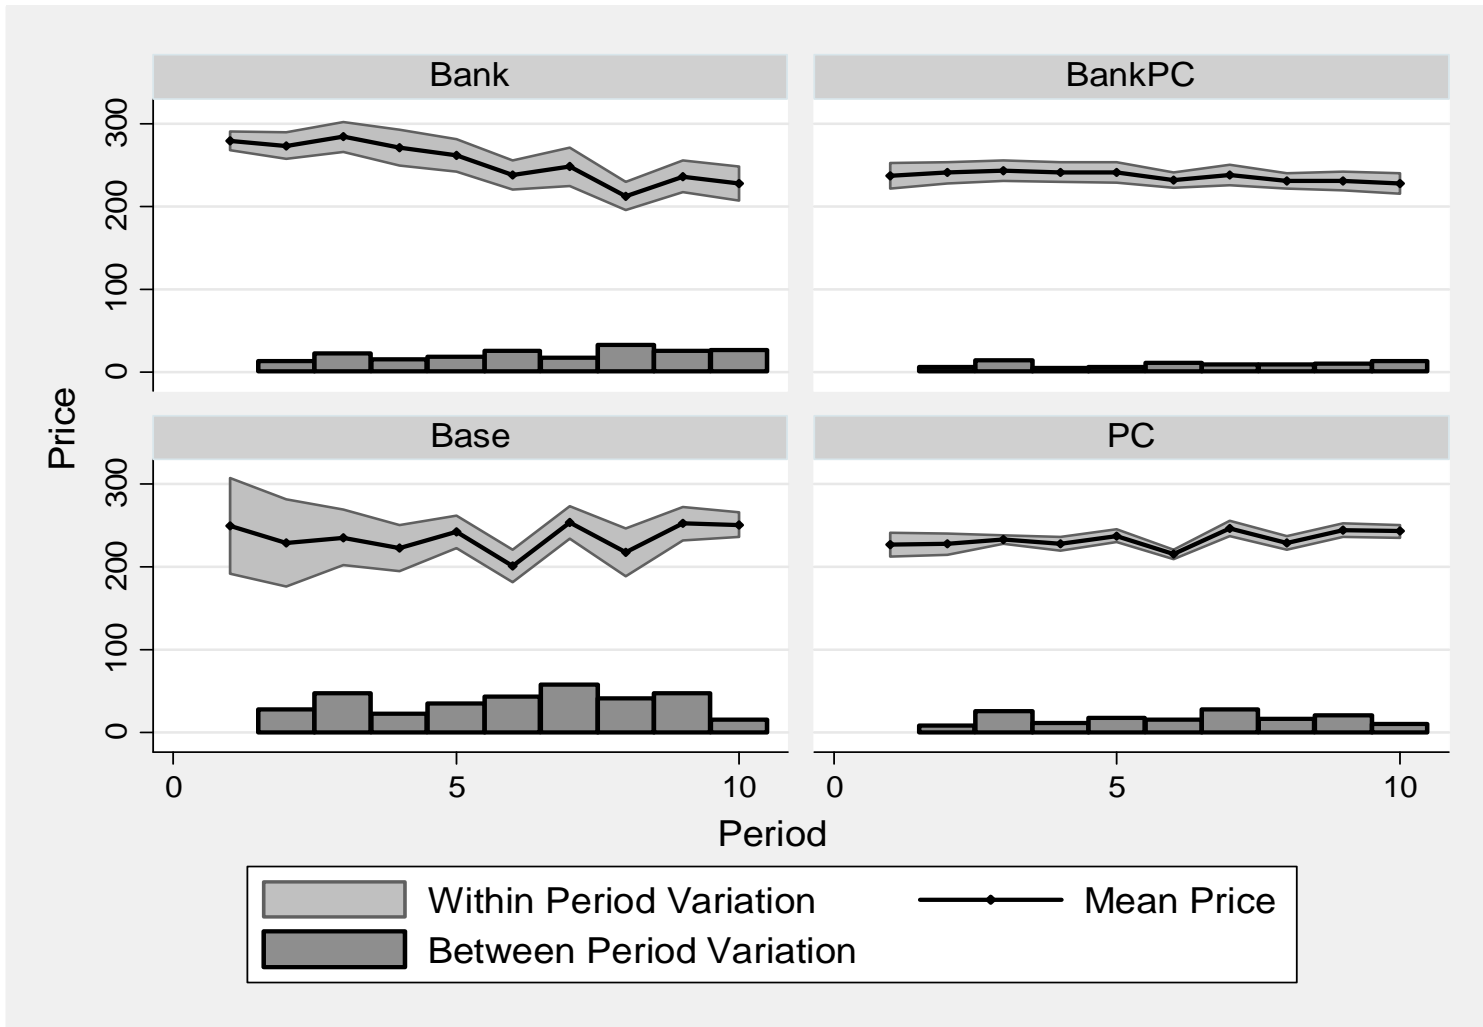 Bank
BankPC
300
200
100
0
Price
Base
PC
300
200
100
0
0
5
10
0
5
10
Period
Within Period Variation
Mean Price
Between Period Variation